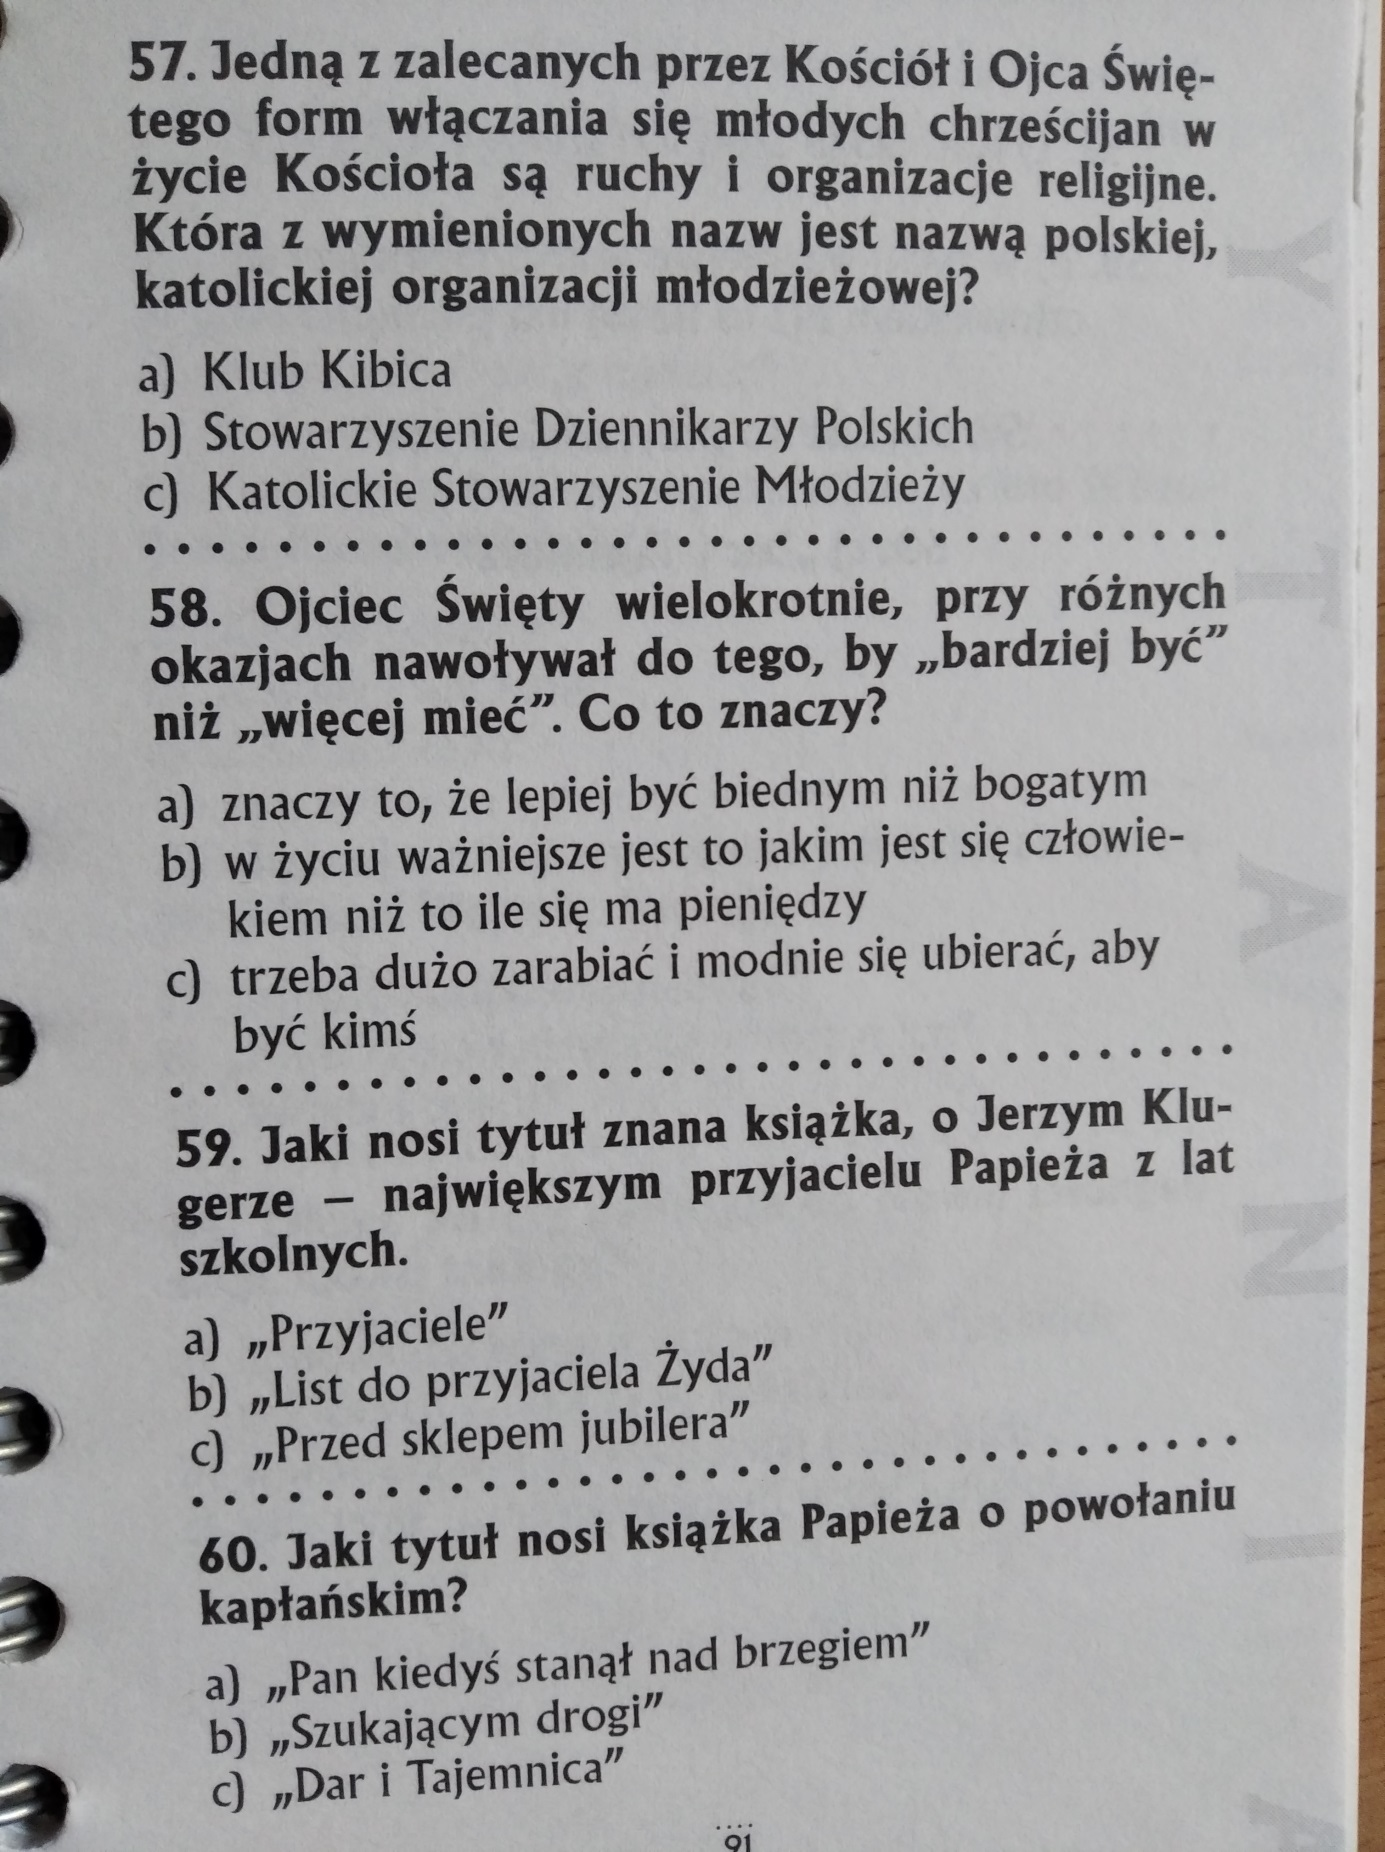 57. Jedną z zalecanych przez Kościół i Ojca Świę-
tego form włączania się młodych chrześcijan w
życie Kościoła są ruchy i organizacje religijne.
Która z wymienionych nazw jest nazwą polskiej,
katolickiej organizacji młodzieżowej?
a) Klub Kibica
b) Stowarzyszenie Dziennikarzy Polskich
c) Katolickie Stowarzyszenie Młodzieży
58. Ojciec Święty wielokrotnie, przy różnych
okazjach nawoływał do tego, by „bardziej być”
niż „więcej mieć”. Co to znaczy?
a) znaczy to, że lepiej być biednym niż bogatym
b) w życiu ważniejsze jest to jakim jest się człowie-
kiem niż to ile się ma pieniędzy
c) trzeba dużo zarabiać i modnie się ubierać, aby
być kimś
59. Jaki nosi tytuł znana książka, o Jerzym Klu-
gerze – największym przyjacielu Papieża z lat
szkolnych.
a) „Przyjaciele”
b) „List do przyjaciela Żyda”
c) „Przed sklepem jubilera”
60. Jaki tytuł nosi książka Papieża o powołaniu
kapłańskim?
a) „Pan kiedyś stanął nad brzegiem”
b) „Szukającym drogi”
c) „Dar i Tajemnica”
91
Y T A N I A